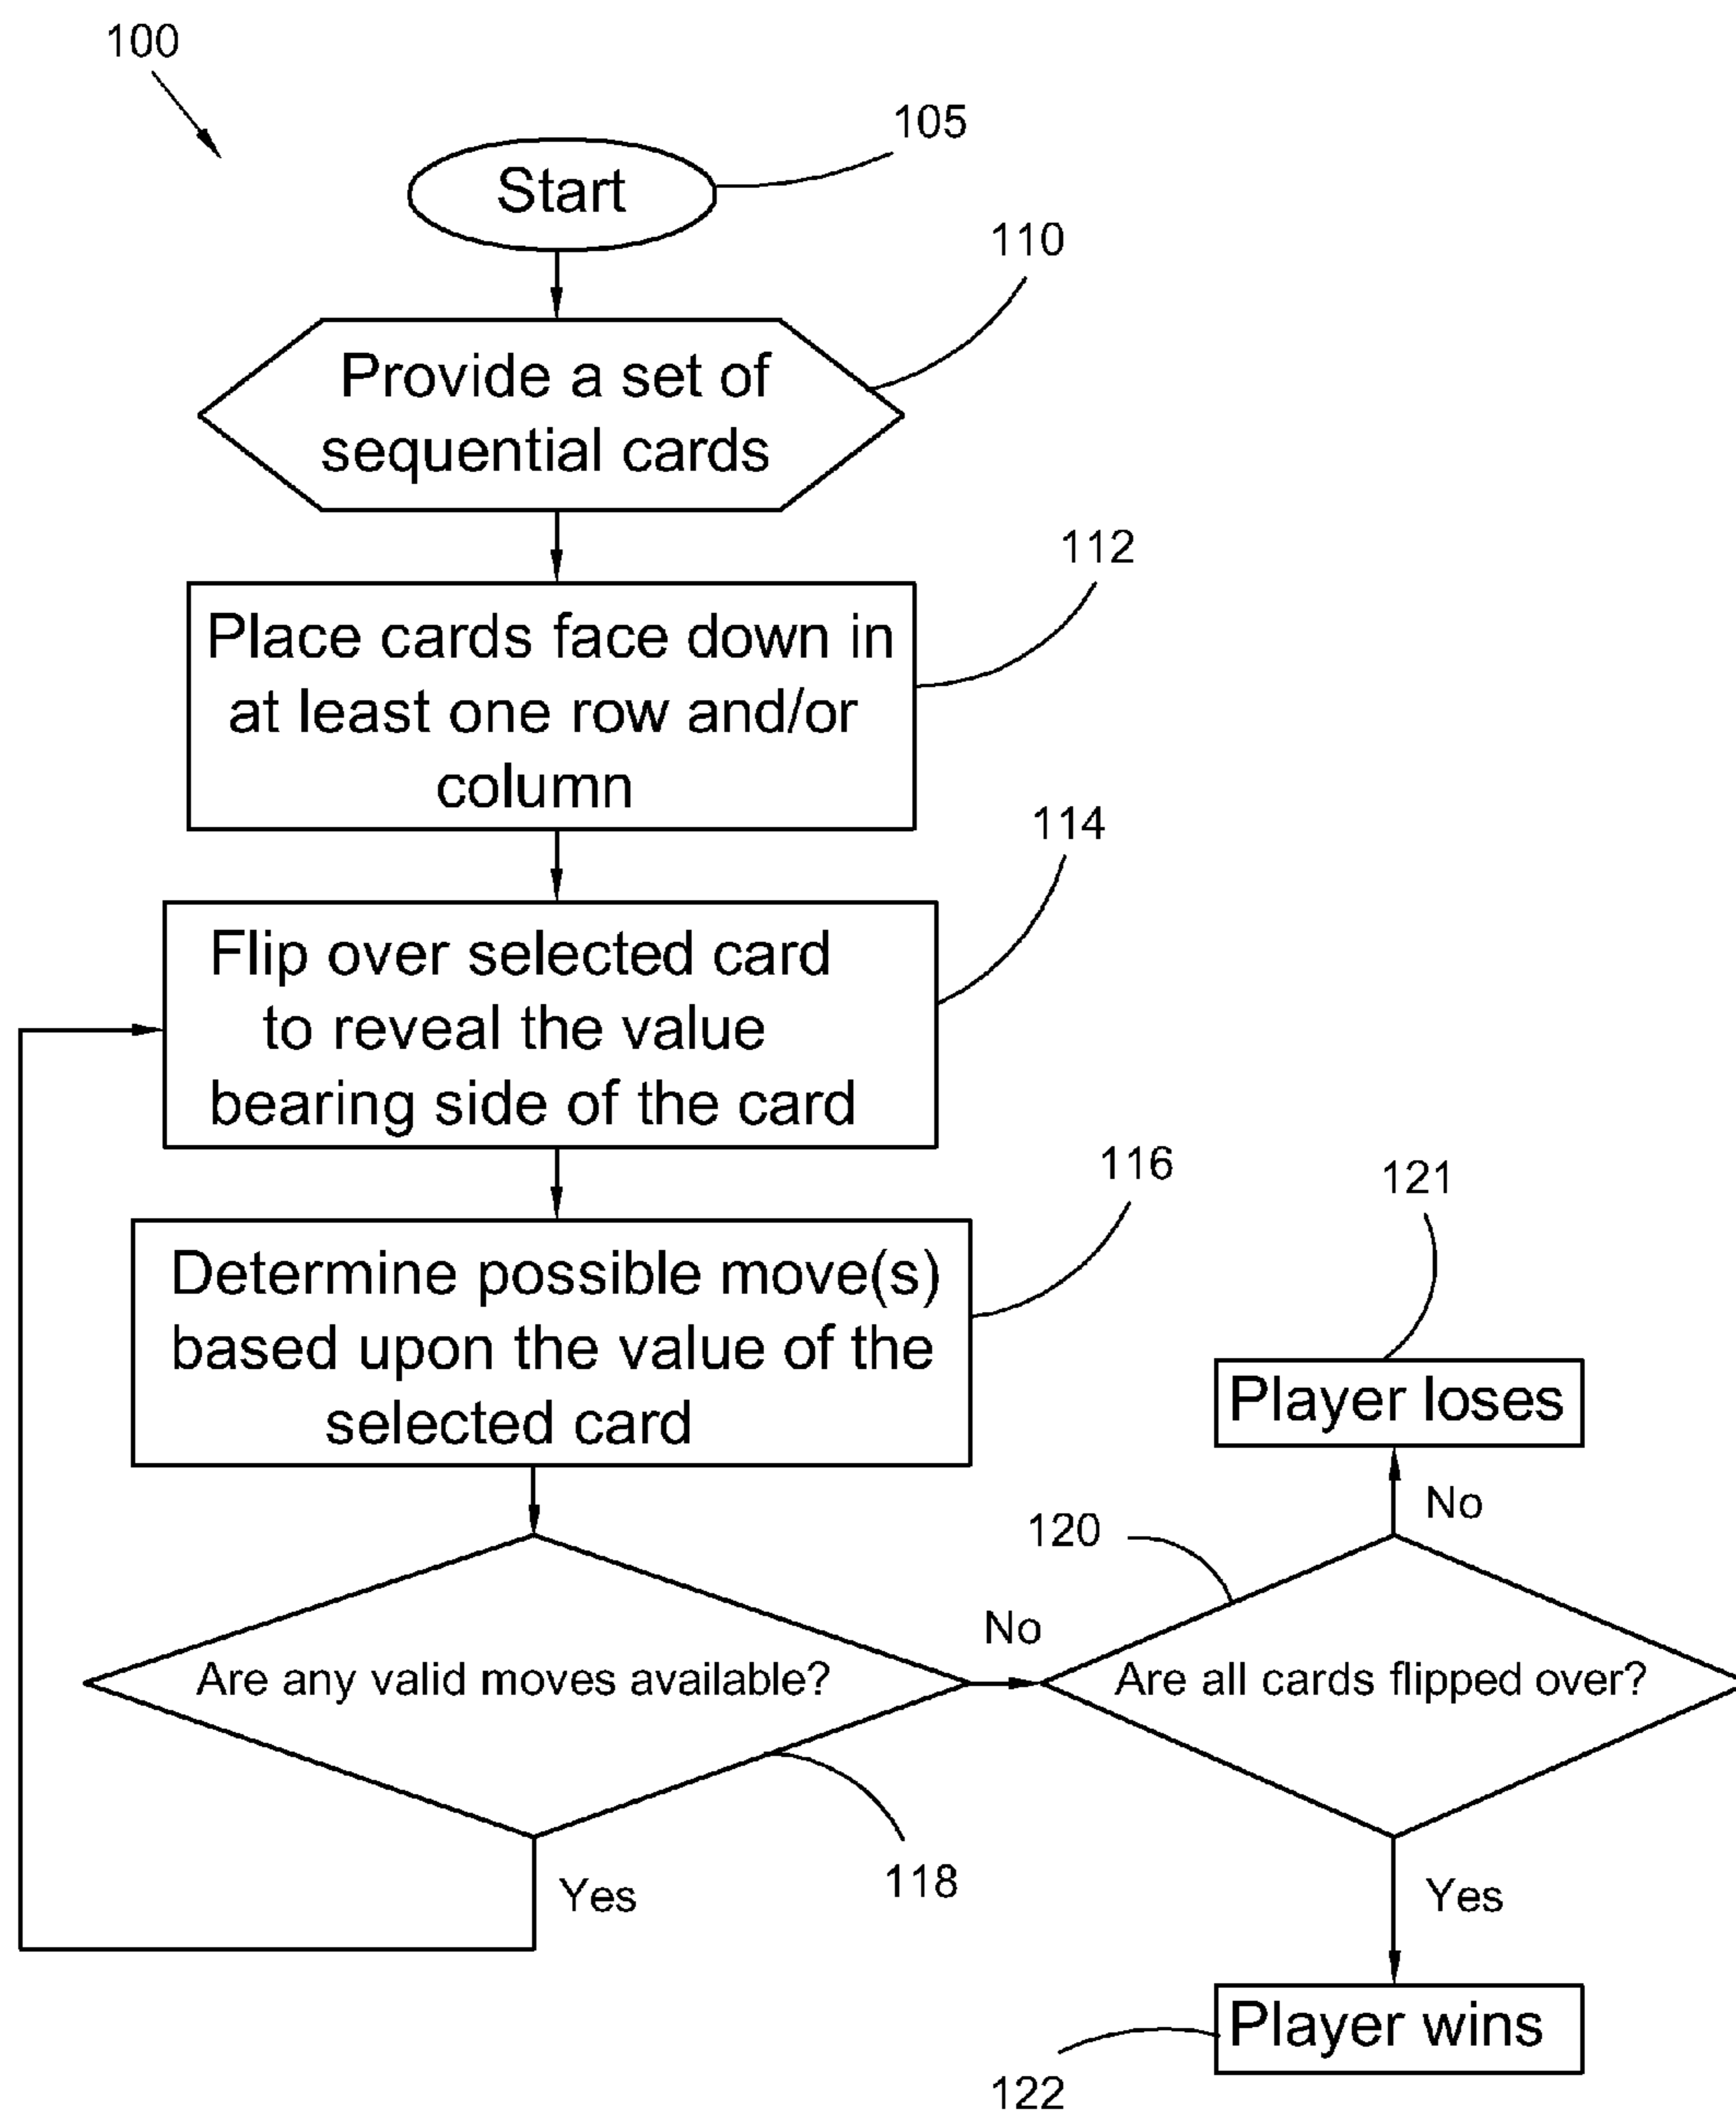 100
105
Start
110
Provide a set of
sequential cards
112
Place cards face down in
at least one row and/or
column
114
Flip over selected card
to reveal the value
bearing side of the card
116
Determine possible move(s)
based upon the value of the
selected card
121
Player loses
No
120
No
Are any valid moves available?
Are all cards flipped over?
118
Yes
Yes
Player wins
122